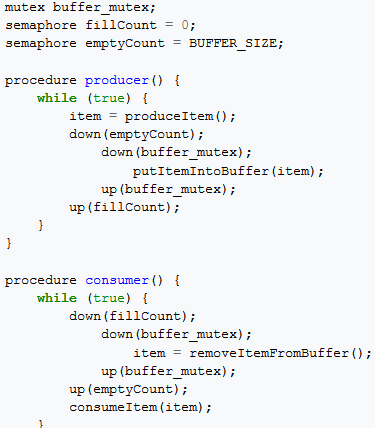 mutex buffer_mutex;
semaphore fillCount = 0;
semaphore emptyCount = BUFFER_SIZE;

procedure producer() {
    while (true) {
        item = produceItem();
        down(emptyCount);
            down(buffer_mutex);
                putItemIntoBuffer(item);
            up(buffer_mutex);
        up(fillCount);
    }
}

procedure consumer() {
    while (true) {
        down(fillCount);
            down(buffer_mutex);
                item = removeItemFromBuffer();
            up(buffer_mutex);
        up(emptyCount);
        consumeItem(item);
    }